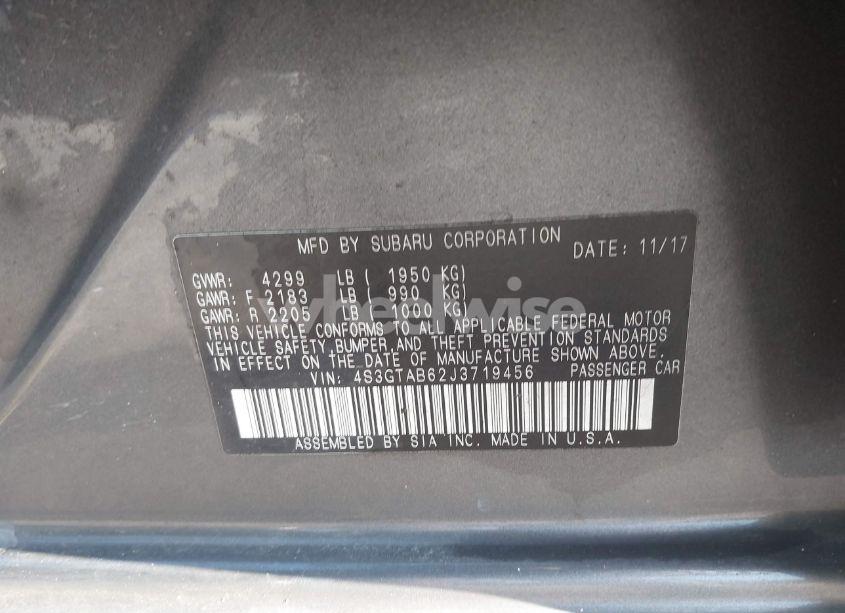 MFD BY SUBARU CORPORATION DATE: 11/17
GVWR: 4299 LB ( 1950 KG)
GAWR: F 2183 LB ( 990 KG)
GAWR: R 2205 LB ( 1000 KG)
THIS VEHICLE CONFORMS TO ALL APPLICABLE FEDERAL MOTOR
VEHICLE SAFETY, BUMPER, AND THEFT PREVENTION STANDARDS
IN EFFECT ON THE DATE OF MANUFACTURE SHOWN ABOVE.
VIN: 4S3GTAB62J3719456 PASSENGER CAR
ASSEMBLED BY SIA INC. MADE IN U.S.A.
wheelwise